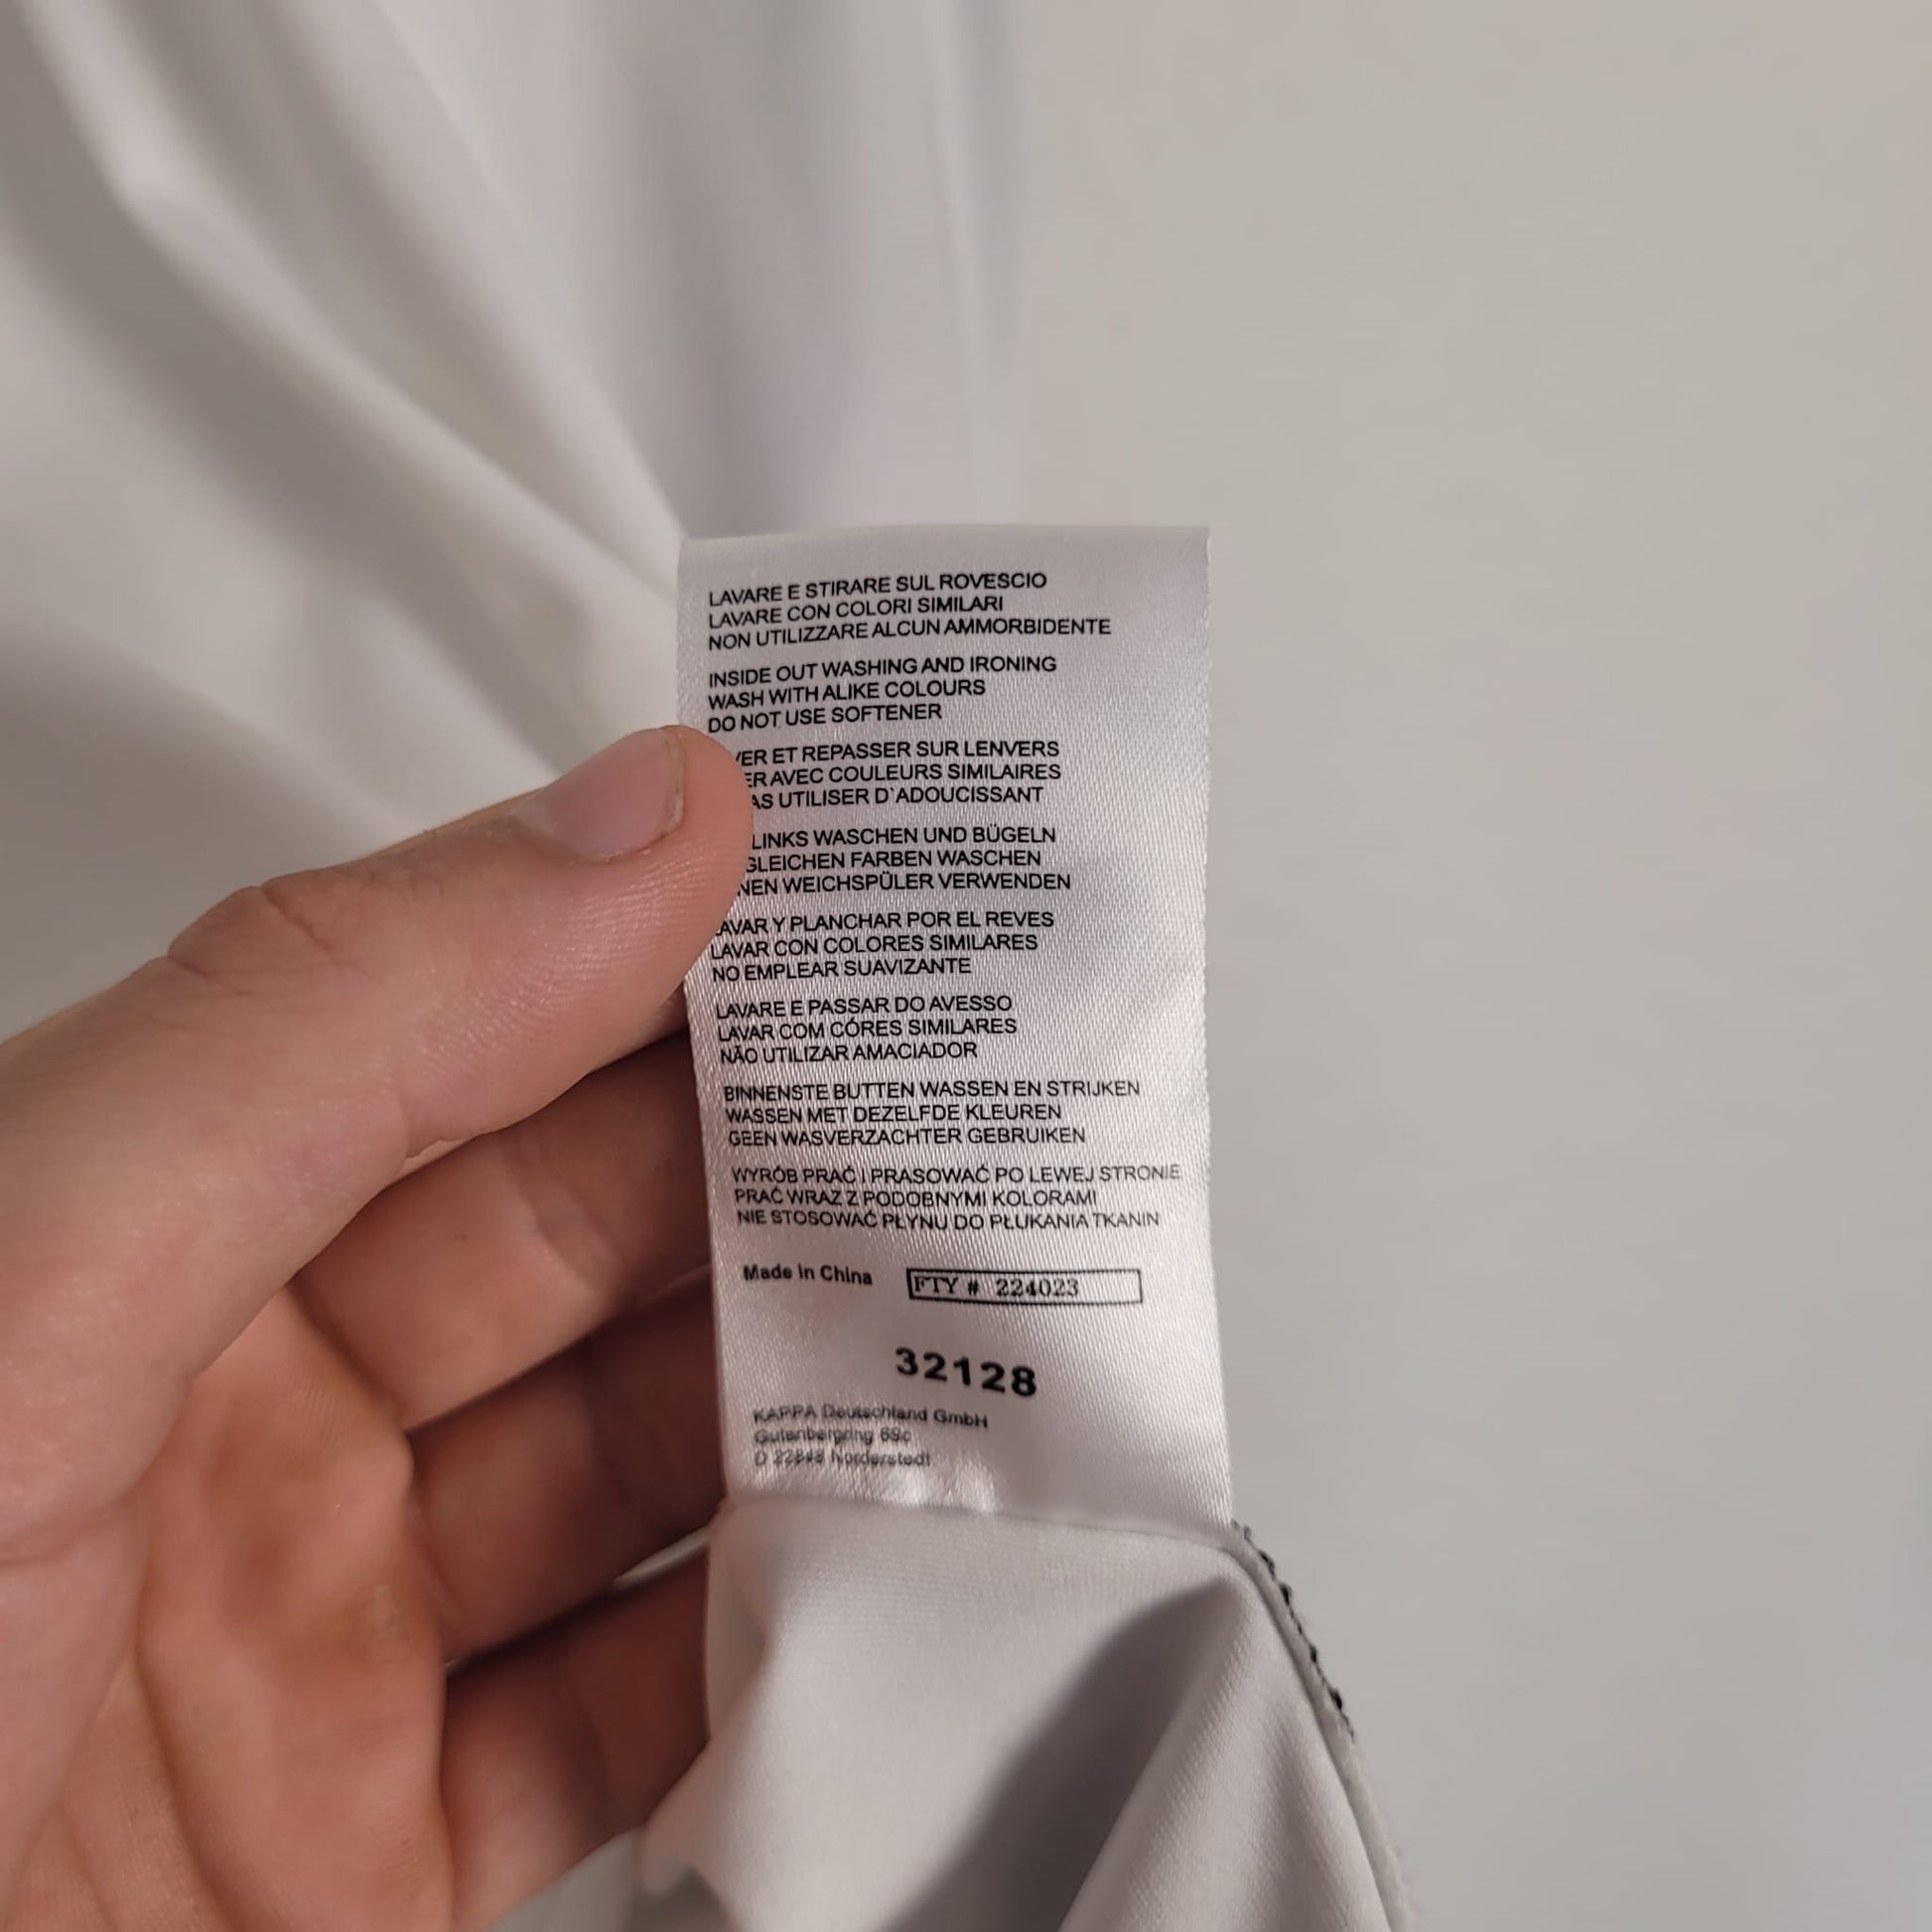 LAVARE E STIRARE SUL ROVESCIO
LAVARE CON COLORI SIMILARI
NON UTILIZZARE ALCUN AMMORBIDENTE
INSIDE OUT WASHING AND IRONING
WASH WITH ALIKE COLOURS
DO NOT USE SOFTENER
ET REPASSER SUR LENVERS
AVEC COULEURS SIMILAIRES
UTILISER D`ADOUCISSANT
LINKS WASCHEN UND BÜGELN
GLEICHEN FARBEN WASCHEN
WEICHSPÜLER VERWENDEN
LAVAR Y PLANCHAR POR EL REVES
LAVAR CON COLORES SIMILARES
NO EMPLEAR SUAVIZANTE
LAVARE E PASSAR DO AVESSO
LAVAR COM CÓRES SIMILARES
NÃO UTILIZAR AMACIADOR
BINNENSTE BUTTEN WASSEN EN STRIJKEN
WASSEN MET DEZELFDE KLEUREN
GEEN WASVERZACHTER GEBRUIKEN
WYRÓB PRAĆ I PRASOWAĆ PO LEWEJ STRONIE
PRAĆ WRAZ Z PODOBNYMI KOLORAMI
NIE STOSOWAĆ PŁYNU DO PŁUKANIA TKANIN
Made in China
FTY # 224023
32128
KAPPA Deutschland GmbH
Gutenbergring 69c
D 22848 Norderstedt